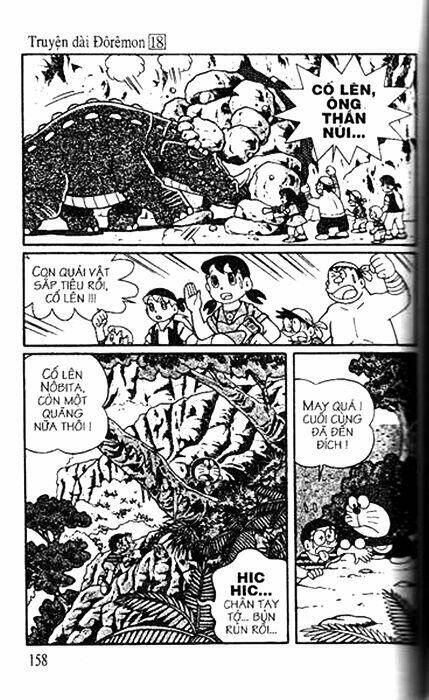 Truyện dài Đôrêmon 18
CỐ LÊN,
ÔNG
THẦN
NÚI...
CON QUÁI VẬT
SẮP TIÊU RỒI,
CỐ LÊN !!!
CỐ LÊN
NÔBITA,
CÒN MỘT
QUÃNG
NỮA THÔI !
MAY QUÁ !
CUỐI CÙNG
ĐÃ ĐẾN
ĐÍCH !
HIC
HIC...
CHÂN TAY
TỚ... BỦN
RỦN RỒI...
158